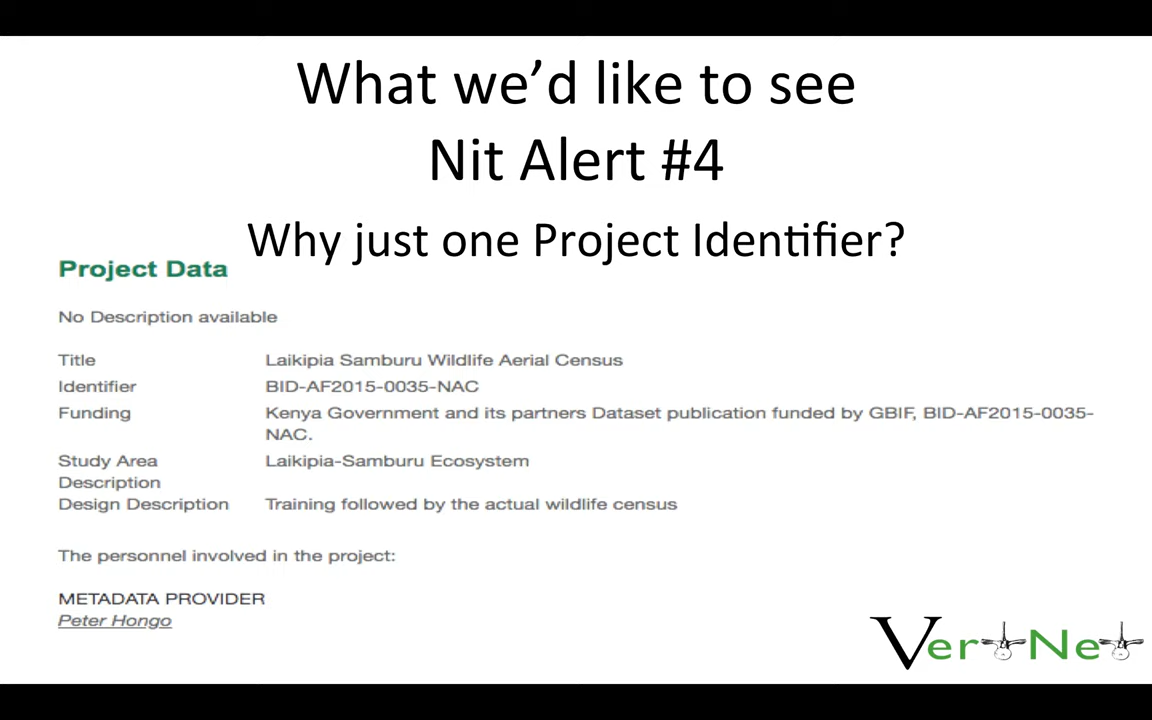 What we’d like to see
Nit Alert #4
Why just one Project Identifier?
Project Data
No Description available
Title Laikipia Samburu Wildlife Aerial Census
Identifier BID-AF2015-0035-NAC
Funding Kenya Government and its partners Dataset publication funded by GBIF, BID-AF2015-0035-
NAC.
Study Area Laikipia-Samburu Ecosystem
Description
Design Description Training followed by the actual wildlife census
The personnel involved in the project:
METADATA PROVIDER
Peter Hongo
VertNet